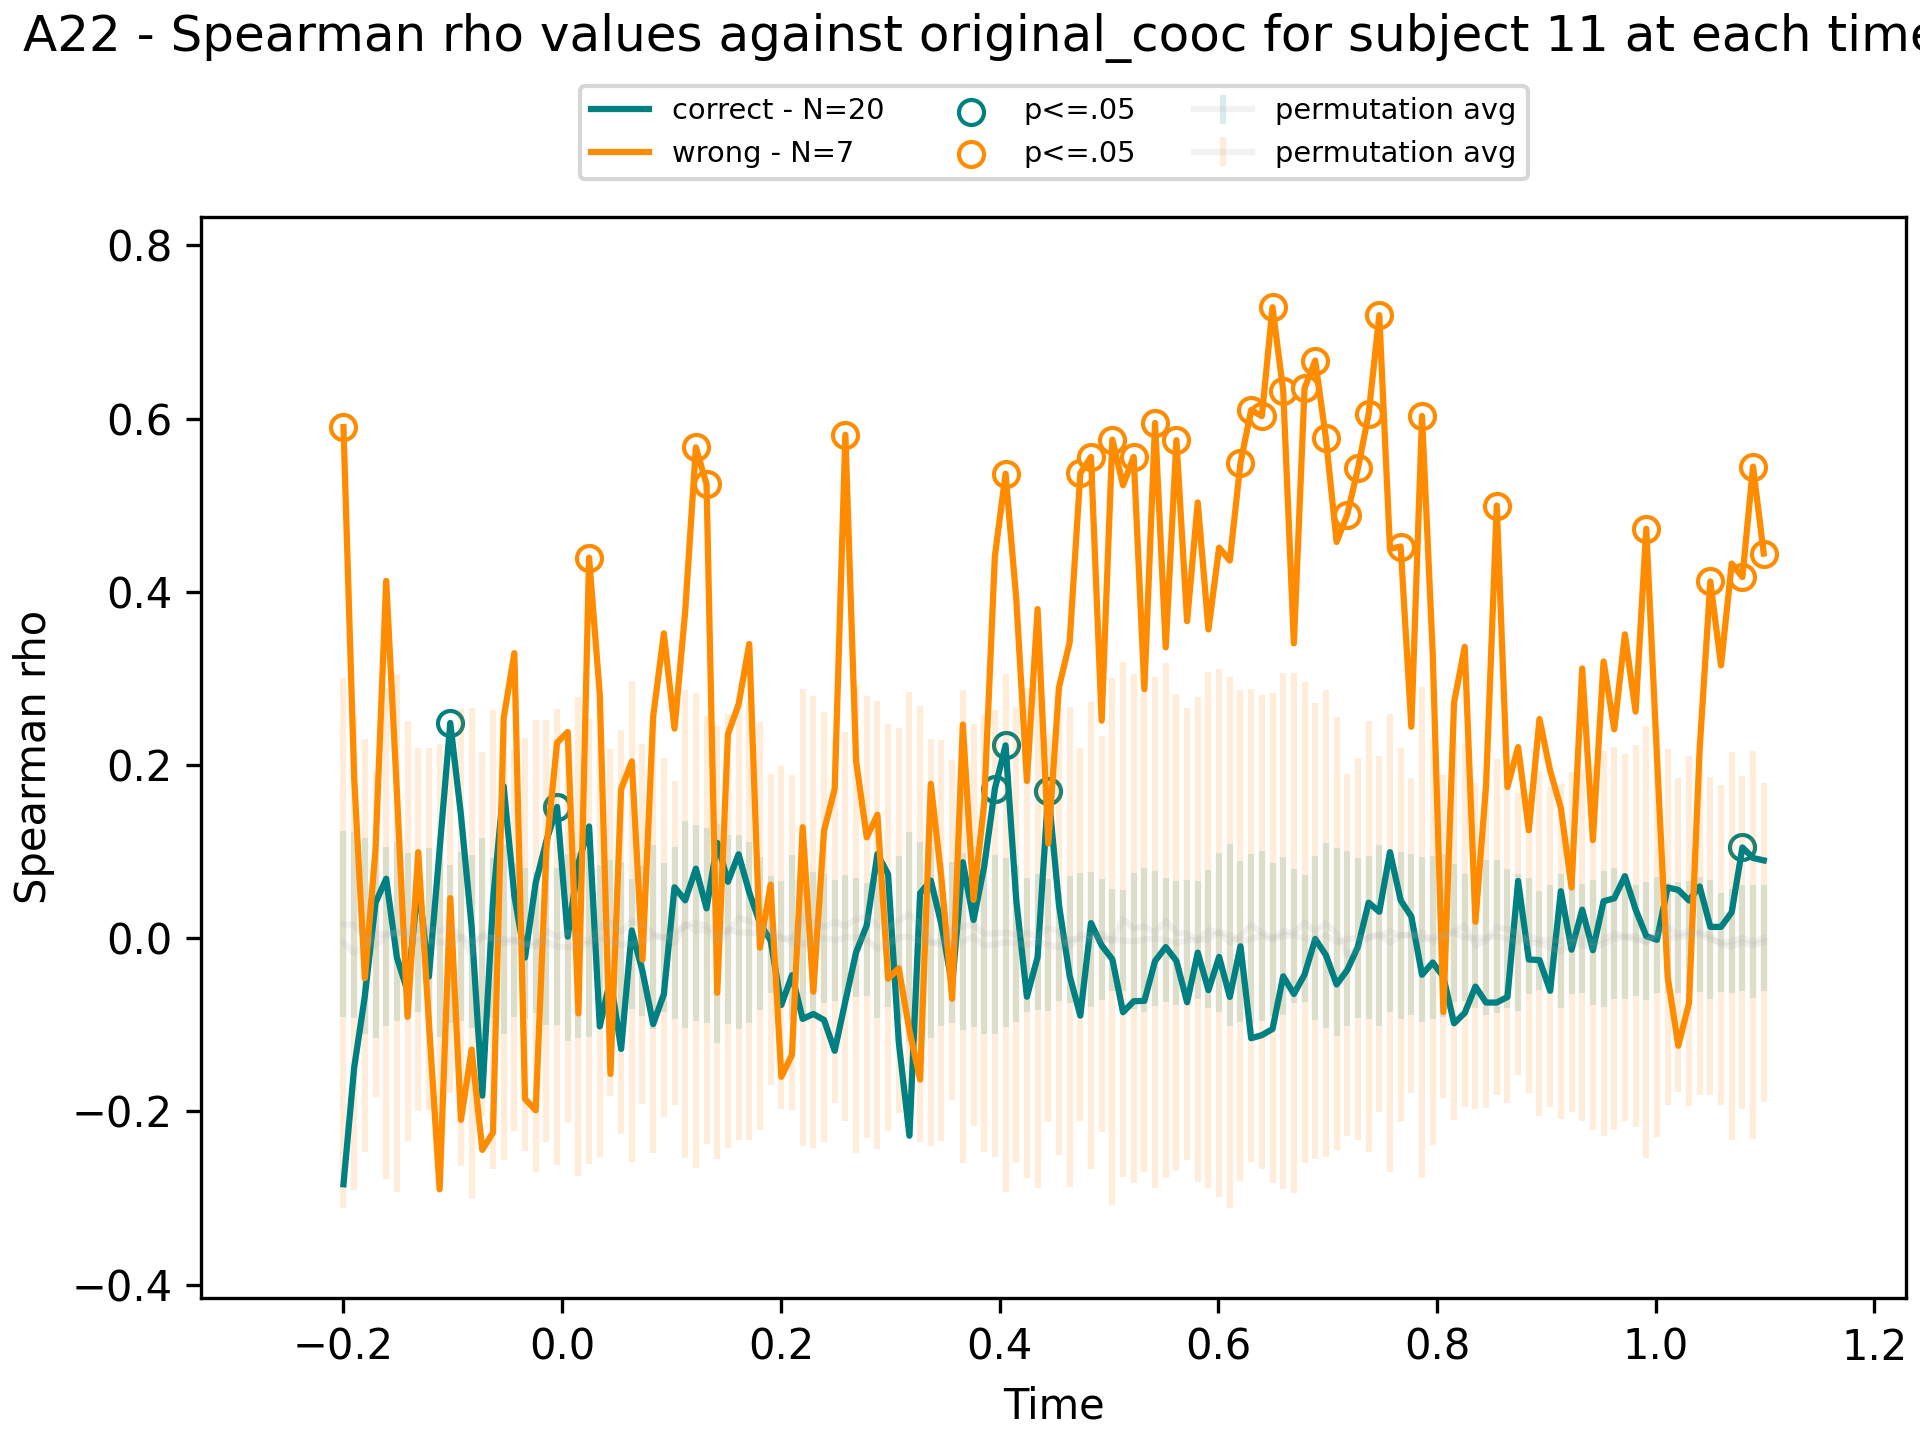 A22 - Spearman rho values against original_cooc for subject 11 at each time
correct - N=20
wrong - N=7
p<=.05
p<=.05
permutation avg
permutation avg
Spearman rho
0.8
0.6
0.4
0.2
0.0
−0.2
−0.4
−0.2
0.0
0.2
0.4
0.6
0.8
1.0
1.2
Time